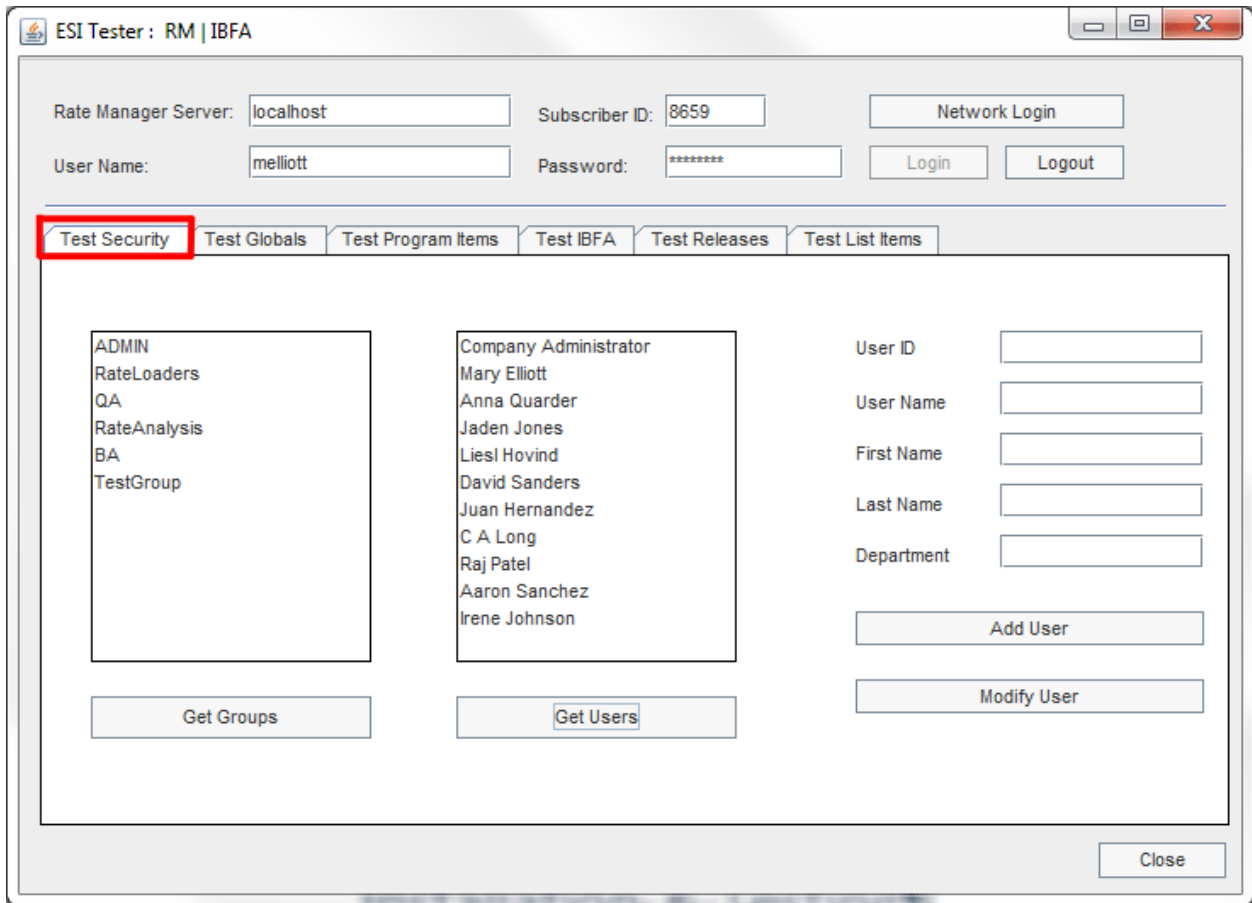 ESI Tester : RM | IBFA
Rate Manager Server: localhost Subscriber ID: 8659 Network Login
User Name: melliott Password: ******** Login Logout
Test Security Test Globals Test Program Items Test IBFA Test Releases Test List Items
ADMIN
RateLoaders
QA
RateAnalysis
BA
TestGroup
Get Groups
Company Administrator
Mary Elliott
Anna Quarder
Jaden Jones
Liesl Hovind
David Sanders
Juan Hernandez
C A Long
Raj Patel
Aaron Sanchez
Irene Johnson
Get Users
User ID
User Name
First Name
Last Name
Department
Add User
Modify User
Close